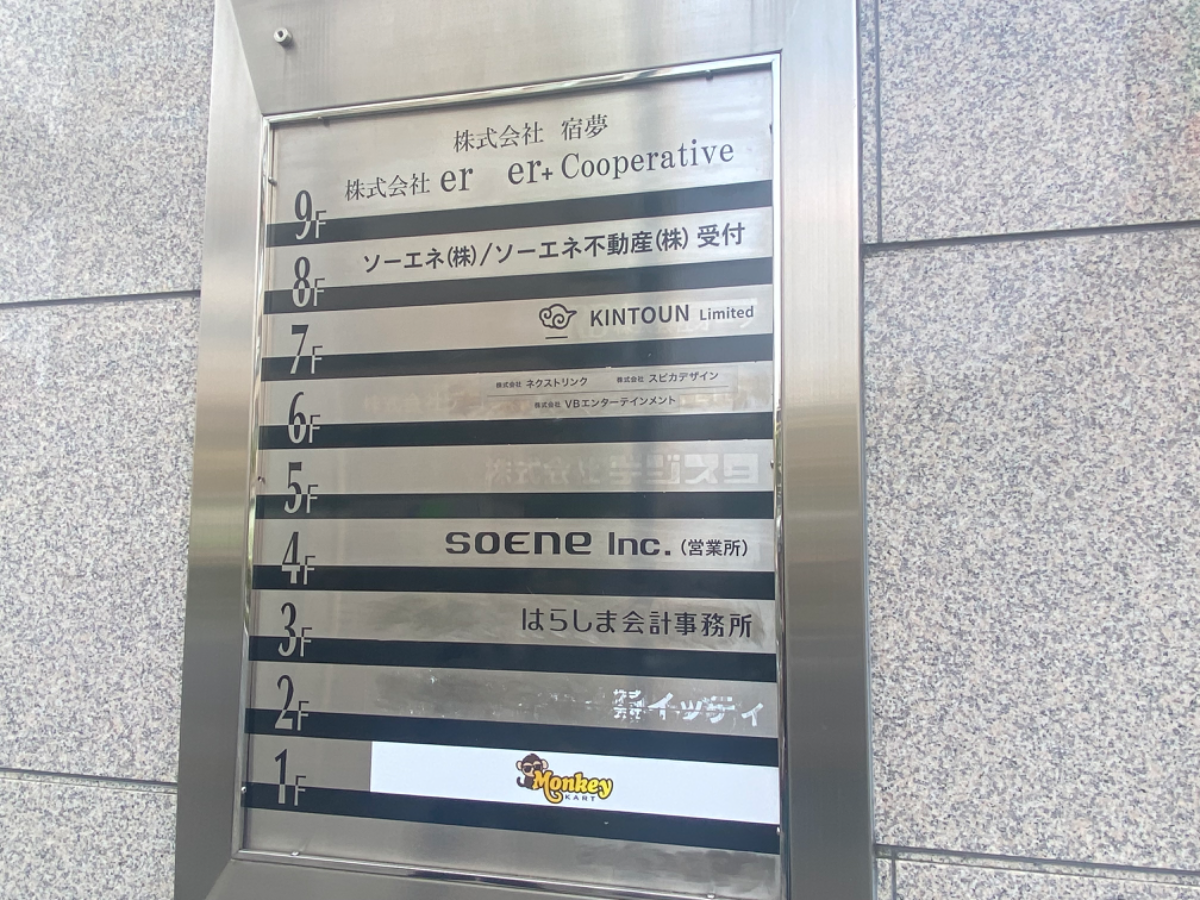 株式会社 宿夢
株式会社 er er+ Cooperative
9F
ソーエネ(株)/ソーエネ不動産(株) 受付
8F
KINTOUN Limited
7F
株式会社 ネクストリンク 株式会社 スピカデザイン
株式会社 VBエンターテインメント
6F
5F
soene Inc. (営業所)
4F
はらしま会計事務所
3F
2F
Monkey
KART
1F